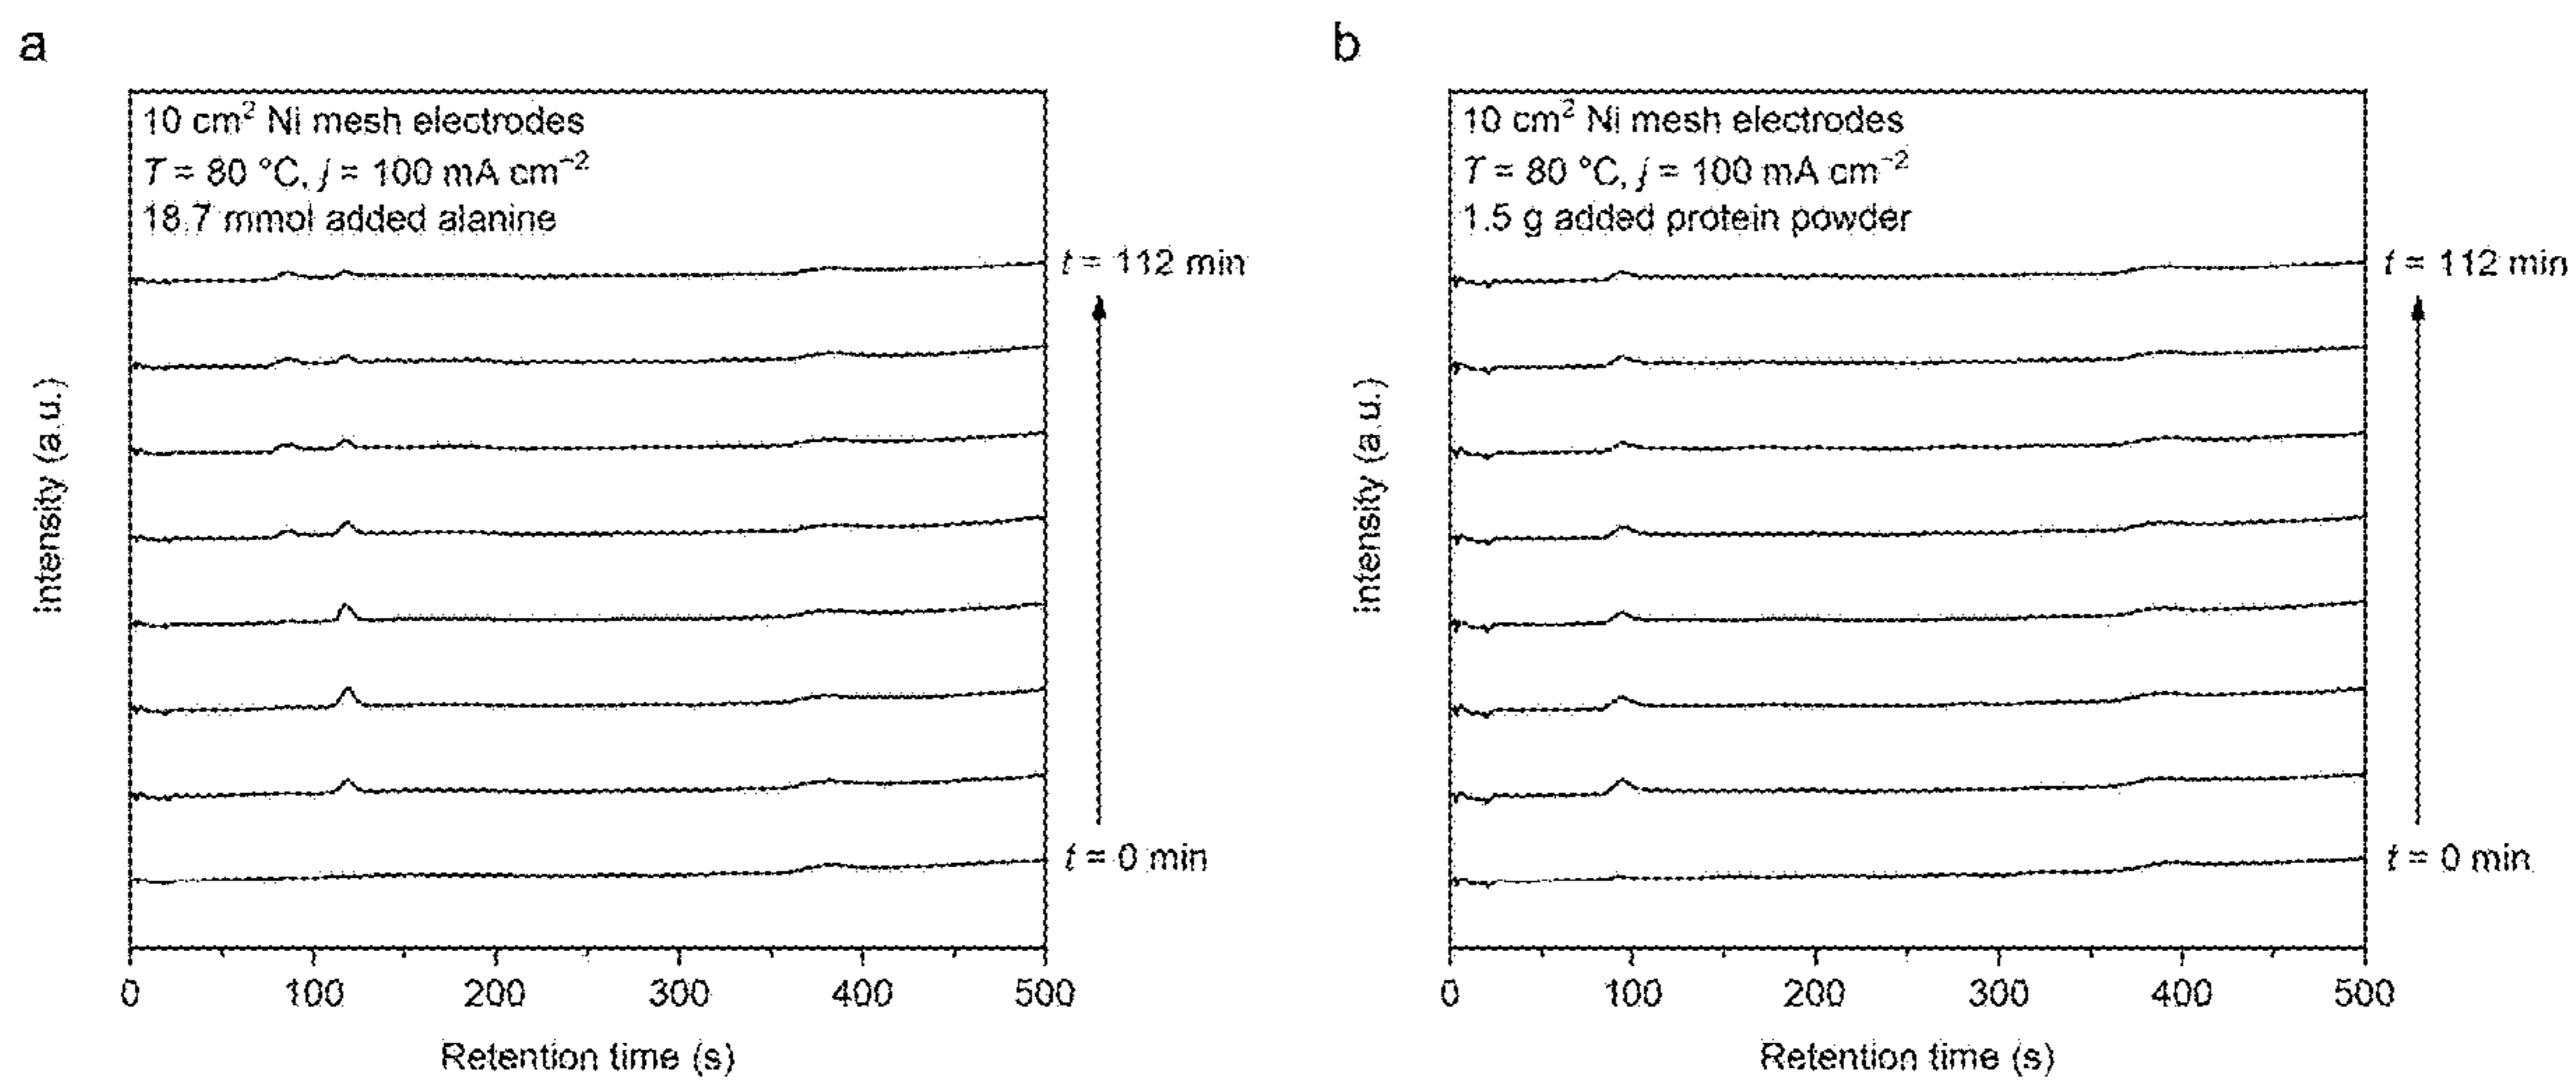 a
10 cm² Ni mesh electrodes
T = 80 °C, j = 100 mA cm⁻²
18.7 mmol added alanine
t = 112 min
t = 0 min
Intensity (a.u.)
0 100 200 300 400 500
Retention time (s)
b
10 cm² Ni mesh electrodes
T = 80 °C, j = 100 mA cm⁻²
1.5 g added protein powder
t = 112 min
t = 0 min
Intensity (a.u.)
0 100 200 300 400 500
Retention time (s)